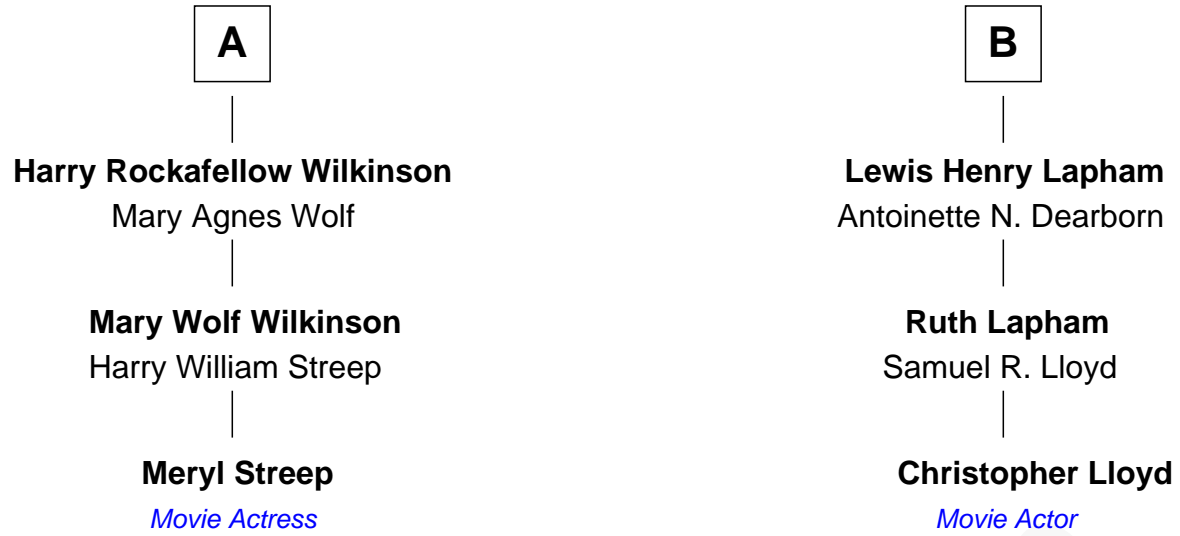 A
B
Harry Rockafellow Wilkinson
Mary Agnes Wolf
Lewis Henry Lapham
Antoinette N. Dearborn
Mary Wolf Wilkinson
Harry William Streep
Ruth Lapham
Samuel R. Lloyd
Meryl Streep
Movie Actress
Christopher Lloyd
Movie Actor